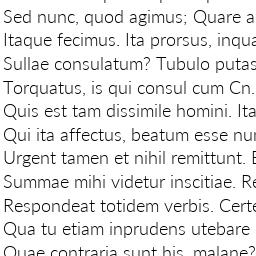 Sed nunc, quod agimus; Quare a
Itaque fecimus. Ita prorsus, inqua
Sullae consulatum? Tubulo putas
Torquatus, is qui consul cum Cn.
Quis est tam dissimile homini. Ita
Qui ita affectus, beatum esse nu
Urgent tamen et nihil remittunt. E
Summae mihi videtur inscitiae. Re
Respondeat totidem verbis. Certe
Qua tu etiam inprudens utebare
Quae contraria sunt his, malane?